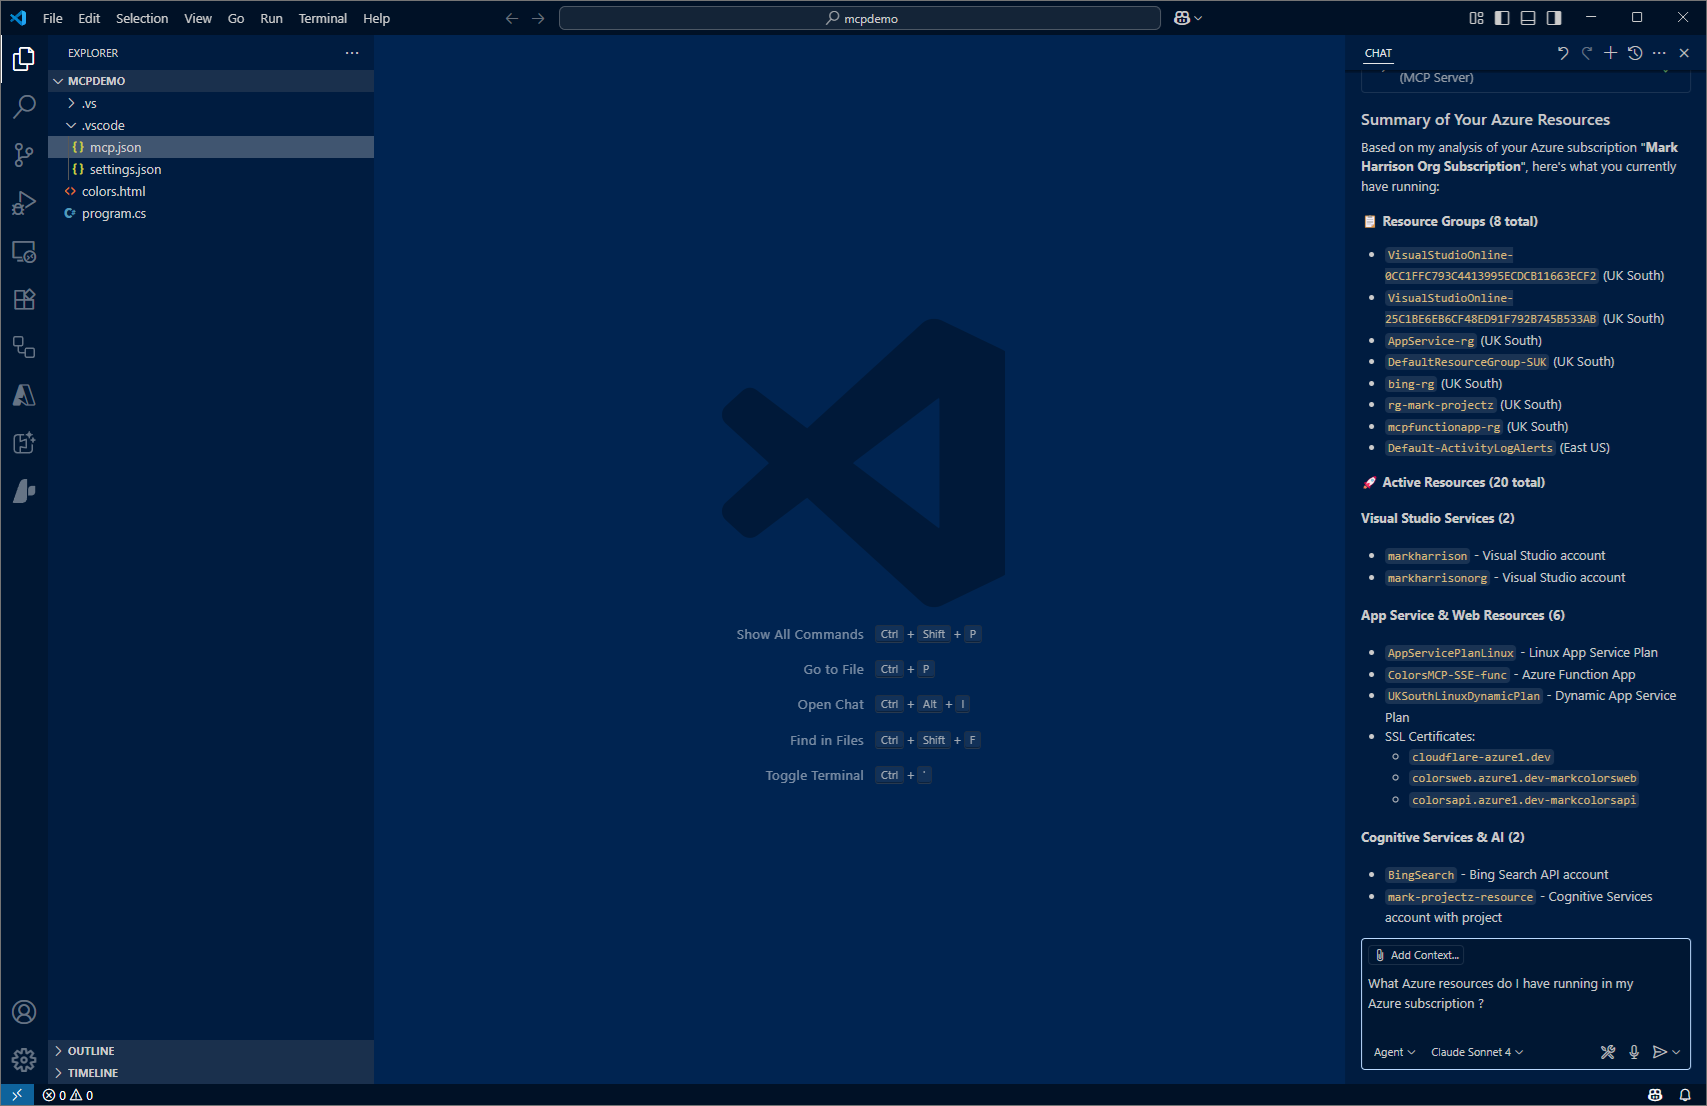 File Edit Selection View Go Run Terminal Help
mcpdemo
EXPLORER
MCPDEMO
.vs
.vscode
{} mcp.json
{} settings.json
<> colors.html
C# program.cs
OUTLINE
TIMELINE
0 0
Show All Commands Ctrl + Shift + P
Go to File Ctrl + P
Open Chat Ctrl + Alt + I
Find in Files Ctrl + Shift + F
Toggle Terminal Ctrl + `
CHAT
(MCP Server)
Summary of Your Azure Resources
Based on my analysis of your Azure subscription "Mark
Harrison Org Subscription", here's what you currently
have running:
Resource Groups (8 total)
VisualStudioOnline-
0CC1FFC793C4413995ECDCB11663ECF2 (UK South)
VisualStudioOnline-
25C1BE6EB6CF48ED91F792B745B533AB (UK South)
AppService-rg (UK South)
DefaultResourceGroup-SUK (UK South)
bing-rg (UK South)
rg-mark-projectz (UK South)
mcpfunctionapp-rg (UK South)
Default-ActivityLogAlerts (East US)
Active Resources (20 total)
Visual Studio Services (2)
markharrison - Visual Studio account
markharrisonorg - Visual Studio account
App Service & Web Resources (6)
AppServicePlanLinux - Linux App Service Plan
ColorsMCP-SSE-func - Azure Function App
UKSouthLinuxDynamicPlan - Dynamic App Service
Plan
SSL Certificates:
cloudflare-azure1.dev
colorsweb.azure1.dev-markcolorsweb
colorsapi.azure1.dev-markcolorsapi
Cognitive Services & AI (2)
BingSearch - Bing Search API account
mark-projectz-resource - Cognitive Services
account with project
Add Context...
What Azure resources do I have running in my
Azure subscription ?
Agent Claude Sonnet 4